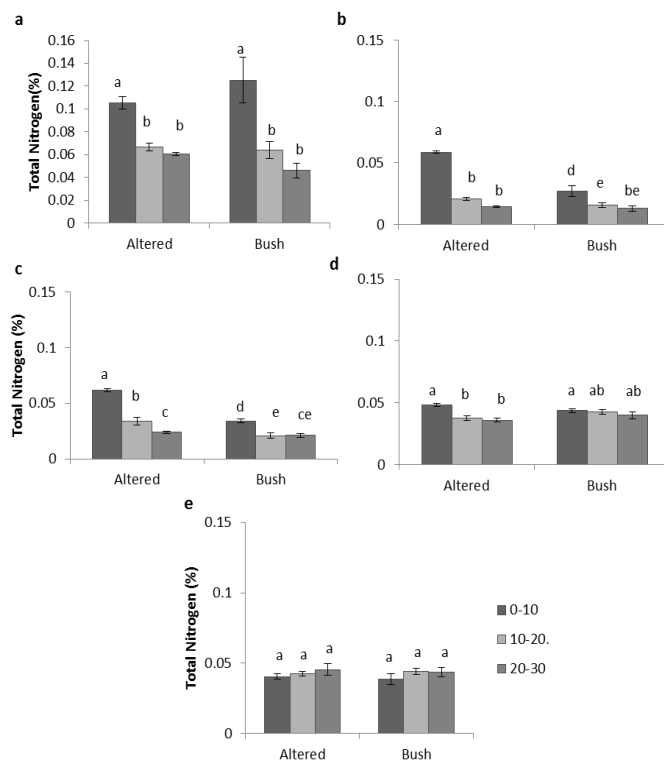 a
Total Nitrogen(%)
0.16
0.14
0.12
0.1
0.08
0.06
0.04
0.02
0
a b b a b b
Altered Bush
b
0.15
0.1
0.05
0
a b b d e be
Altered Bush
c
Total Nitrogen (%)
0.15
0.1
0.05
0
a b c d e ce
Altered Bush
d
0.15
0.1
0.05
0
a b b a ab ab
Altered Bush
e
Total Nitrogen (%)
0.15
0.1
0.05
0
a a a a a a
Altered Bush
0-10
10-20.
20-30